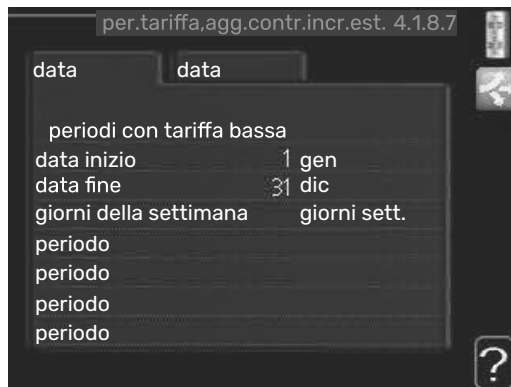 per.tariffa,agg.contr.incr.est. 4.1.8.7
data data
periodi con tariffa bassa
data inizio 1 gen
data fine 31 dic
giorni della settimana giorni sett.
periodo
periodo
periodo
periodo
?